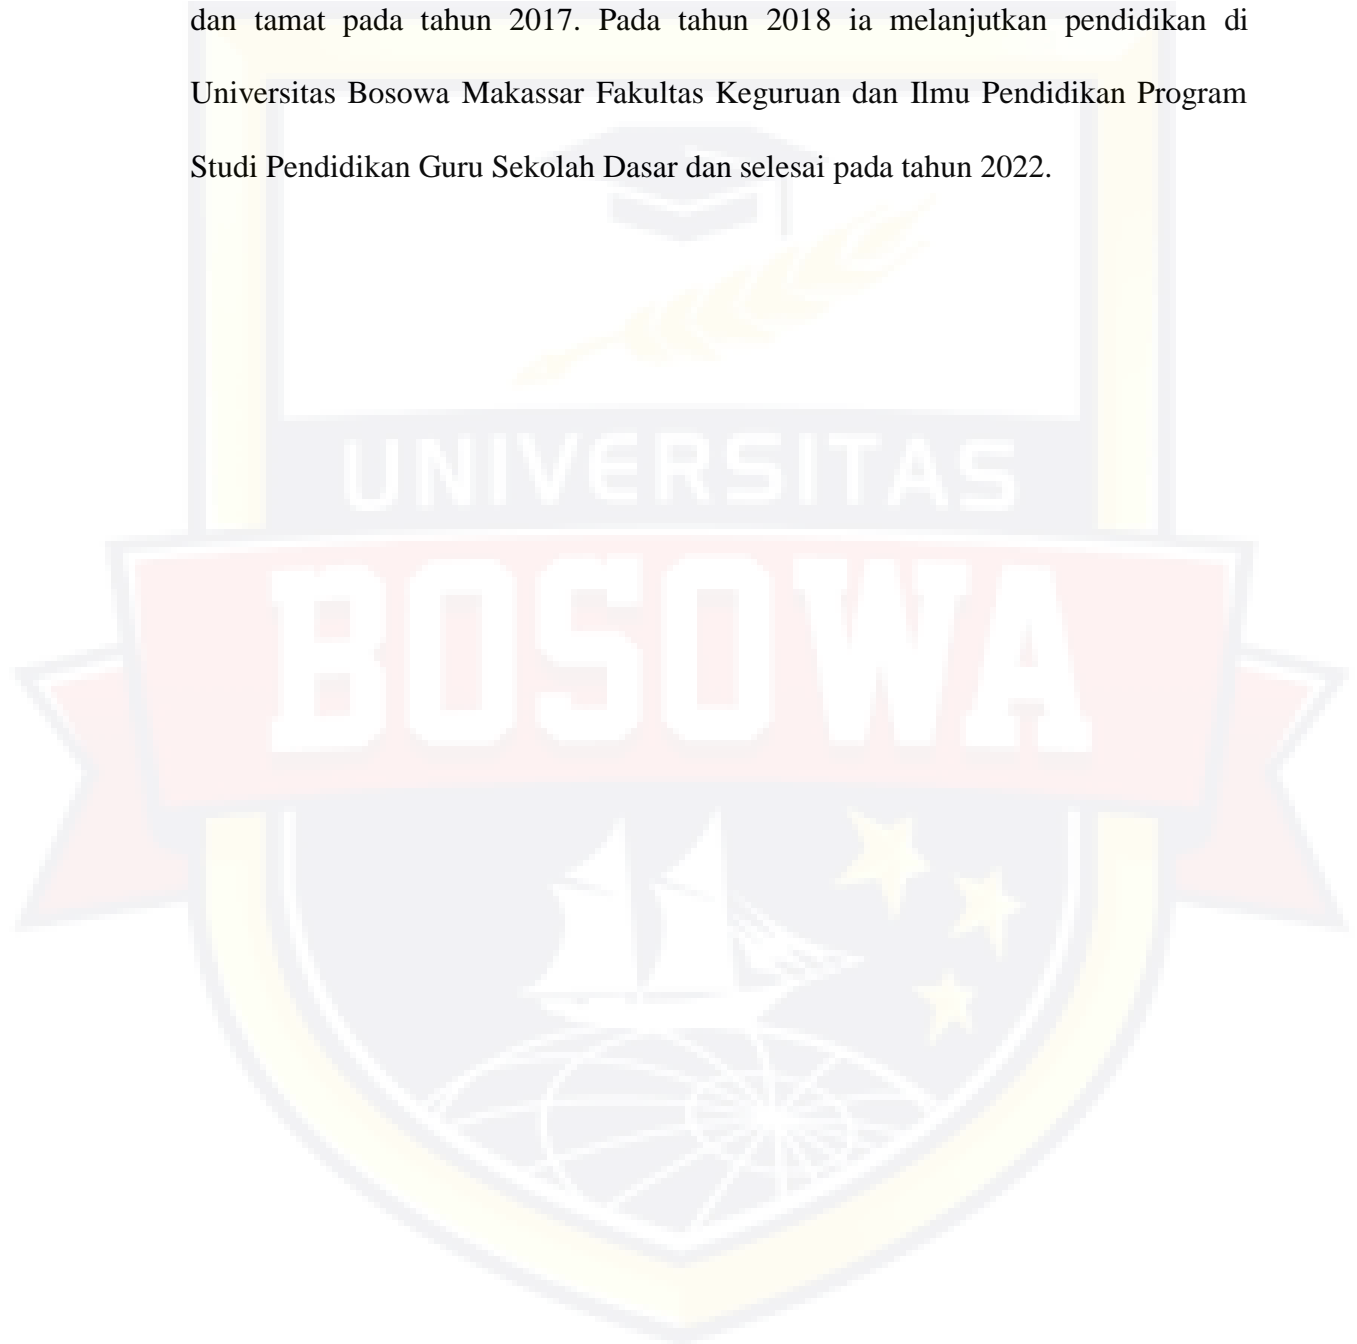 dan tamat pada tahun 2017. Pada tahun 2018 ia melanjutkan pendidikan di
Universitas Bosowa Makassar Fakultas Keguruan dan Ilmu Pendidikan Program
Studi Pendidikan Guru Sekolah Dasar dan selesai pada tahun 2022.
UNIVERSITAS
BOSOWA